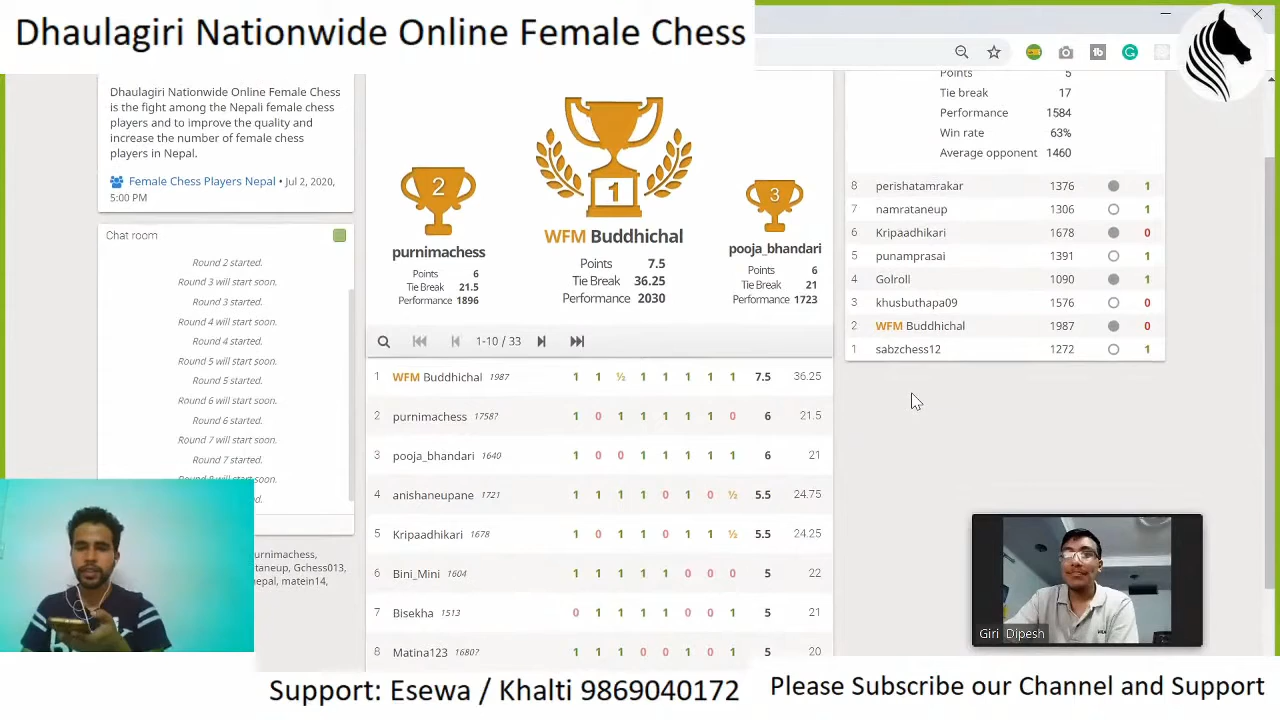 Dhaulagiri Nationwide Online Female Chess
Dhaulagiri Nationwide Online Female Chess
is the fight among the Nepali female chess
players and to improve the quality and
increase the number of female chess
players in Nepal.
Female Chess Players Nepal • Jul 2, 2020,
5:00 PM
Chat room
Round 2 started.
Round 3 will start soon.
Round 3 started.
Round 4 will start soon.
Round 4 started.
Round 5 will start soon.
Round 5 started.
Round 6 will start soon.
Round 6 started.
Round 7 will start soon.
Round 7 started.
Round 8 will start soon.
urnimachess,
taneup, Gchess013,
nepal, matein14,
2
purnimachess
Points 6
Tie Break 21.5
Performance 1896
1
WFM Buddhichal
Points 7.5
Tie Break 36.25
Performance 2030
3
pooja_bhandari
Points 6
Tie Break 21
Performance 1723
1-10 / 33
1 WFM Buddhichal 1987 1 1 ½ 1 1 1 1 1 7.5 36.25
2 purnimachess 1758? 1 0 1 1 1 1 1 0 6 21.5
3 pooja_bhandari 1640 1 0 0 1 1 1 1 1 6 21
4 anishaneupane 1721 1 1 1 1 0 1 0 ½ 5.5 24.75
5 Kripaadhikari 1678 1 0 1 0 1 1 1 ½ 5.5 24.25
6 Bini_Mini 1604 1 1 1 1 1 0 0 0 5 22
7 Bisekha 1513 0 1 1 1 1 0 0 1 5 21
8 Matina123 1680? 1 1 1 0 0 1 0 1 5 20
Points 5
Tie break 17
Performance 1584
Win rate 63%
Average opponent 1460
8 perishatamrakar 1376 1
7 namrataneup 1306 1
6 Kripaadhikari 1678 0
5 punamprasai 1391 1
4 Golroll 1090 1
3 khusbuthapa09 1576 0
2 WFM Buddhichal 1987 0
1 sabzchess12 1272 1
Giri Dipesh
Support: Esewa / Khalti 9869040172
Please Subscribe our Channel and Support